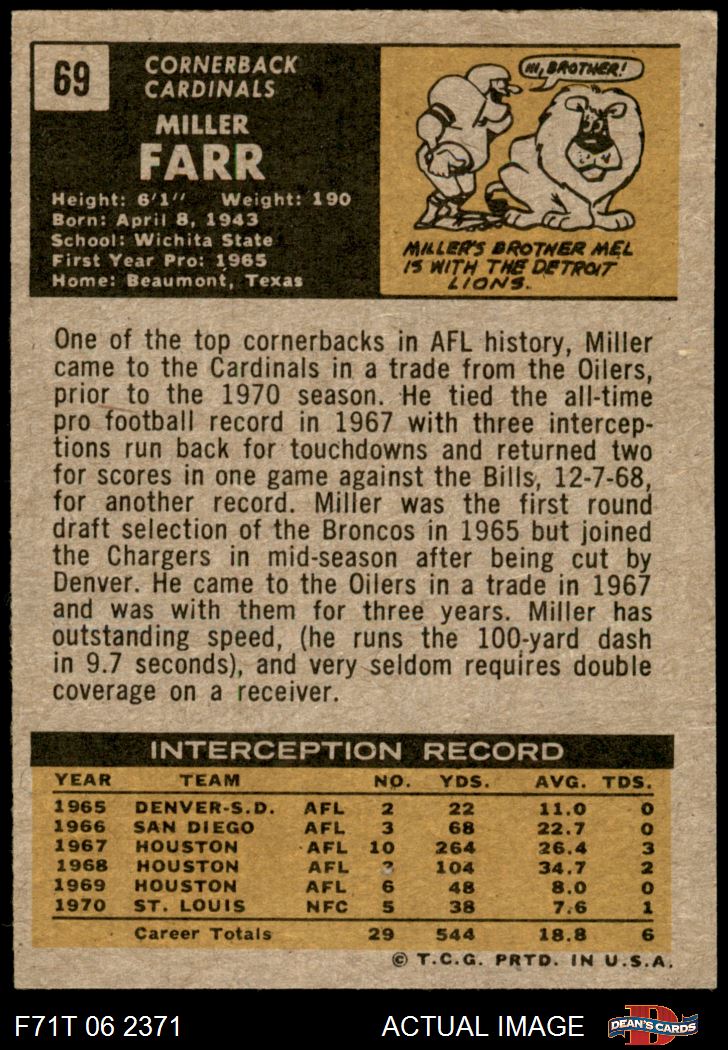 69
CORNERBACK
CARDINALS
MILLER
FARR
Height: 6'1" Weight: 190
Born: April 8, 1943
School: Wichita State
First Year Pro: 1965
Home: Beaumont, Texas
HI, BROTHER!
MILLER'S BROTHER MEL
IS WITH THE DETROIT
LIONS.
One of the top cornerbacks in AFL history, Miller
came to the Cardinals in a trade from the Oilers,
prior to the 1970 season. He tied the all-time
pro football record in 1967 with three intercep-
tions run back for touchdowns and returned two
for scores in one game against the Bills, 12-7-68,
for another record. Miller was the first round
draft selection of the Broncos in 1965 but joined
the Chargers in mid-season after being cut by
Denver. He came to the Oilers in a trade in 1967
and was with them for three years. Miller has
outstanding speed, (he runs the 100-yard dash
in 9.7 seconds), and very seldom requires double
coverage on a receiver.
INTERCEPTION RECORD
YEAR TEAM NO. YDS. AVG. TDS.
1965 DENVER-S.D. AFL 2 22 11.0 0
1966 SAN DIEGO AFL 3 68 22.7 0
1967 HOUSTON AFL 10 264 26.4 3
1968 HOUSTON AFL 104 34.7 2
1969 HOUSTON AFL 6 48 8.0 0
1970 ST. LOUIS NFC 5 38 7.6 1
Career Totals 29 544 18.8 6
© T.C.G. PRTD. IN U.S.A.
F71T 06 2371 ACTUAL IMAGE D DEAN'S CARDS